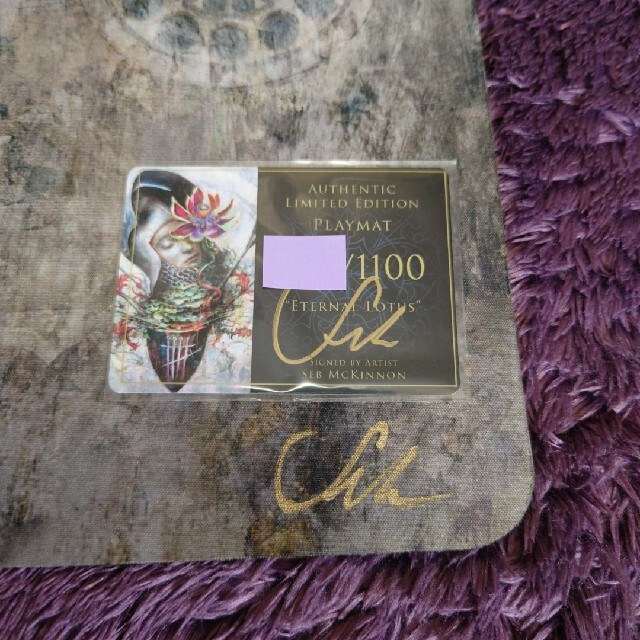 AUTHENTIC
LIMITED EDITION
PLAYMAT
/1100
"ETERNAL LOTUS"
SIGNED BY ARTIST
SEB MCKINNON